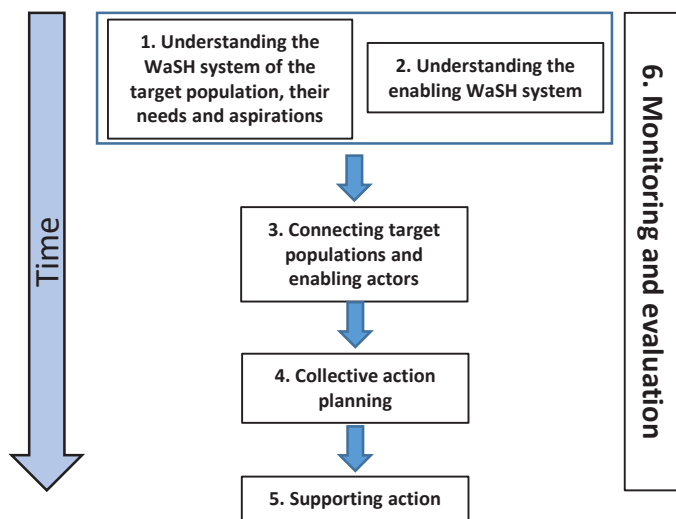 1. Understanding the
WaSH system of the
target population, their
needs and aspirations
2. Understanding the
enabling WaSH system
3. Connecting target
populations and
enabling actors
4. Collective action
planning
5. Supporting action
6. Monitoring and evaluation
Time